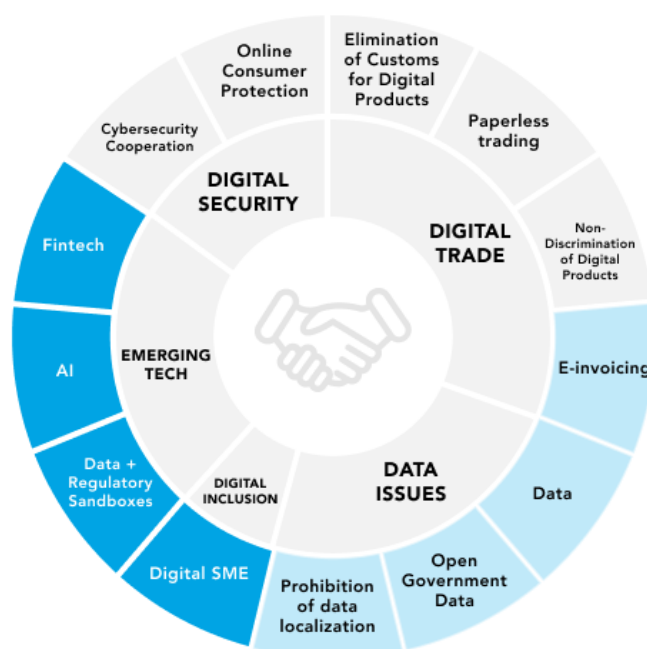 Elimination
of Customs
for Digital
Products
Paperless
trading
Non-
Discrimination
of Digital
Products
E-invoicing
Data
Open
Government
Data
Prohibition
of data
localization
Digital SME
Data +
Regulatory
Sandboxes
AI
Fintech
Cybersecurity
Cooperation
Online
Consumer
Protection
DIGITAL
TRADE
DATA
ISSUES
DIGITAL
INCLUSION
EMERGING
TECH
DIGITAL
SECURITY